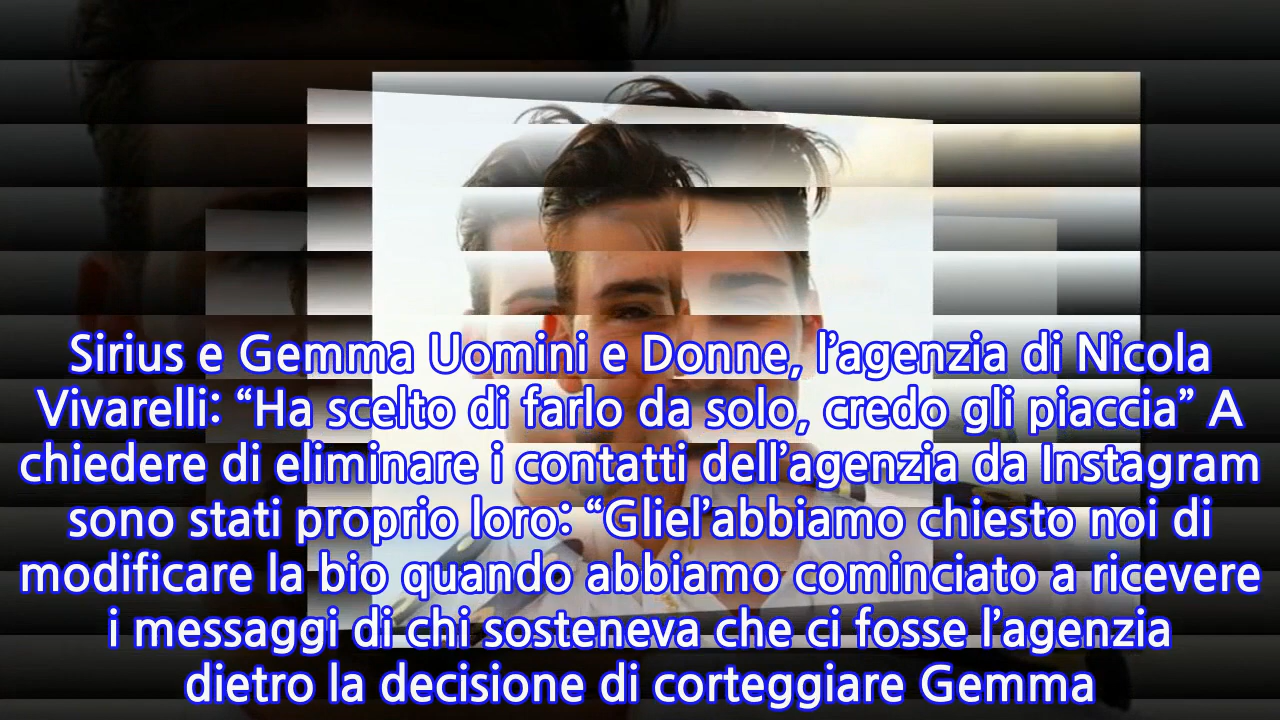 Sirius e Gemma Uomini e Donne, l’agenzia di Nicola
Vivarelli: “Ha scelto di farlo da solo, credo gli piaccia” A
chiedere di eliminare i contatti dell’agenzia da Instagram
sono stati proprio loro: “Gliel’abbiamo chiesto noi di
modificare la bio quando abbiamo cominciato a ricevere
i messaggi di chi sosteneva che ci fosse l’agenzia
dietro la decisione di corteggiare Gemma